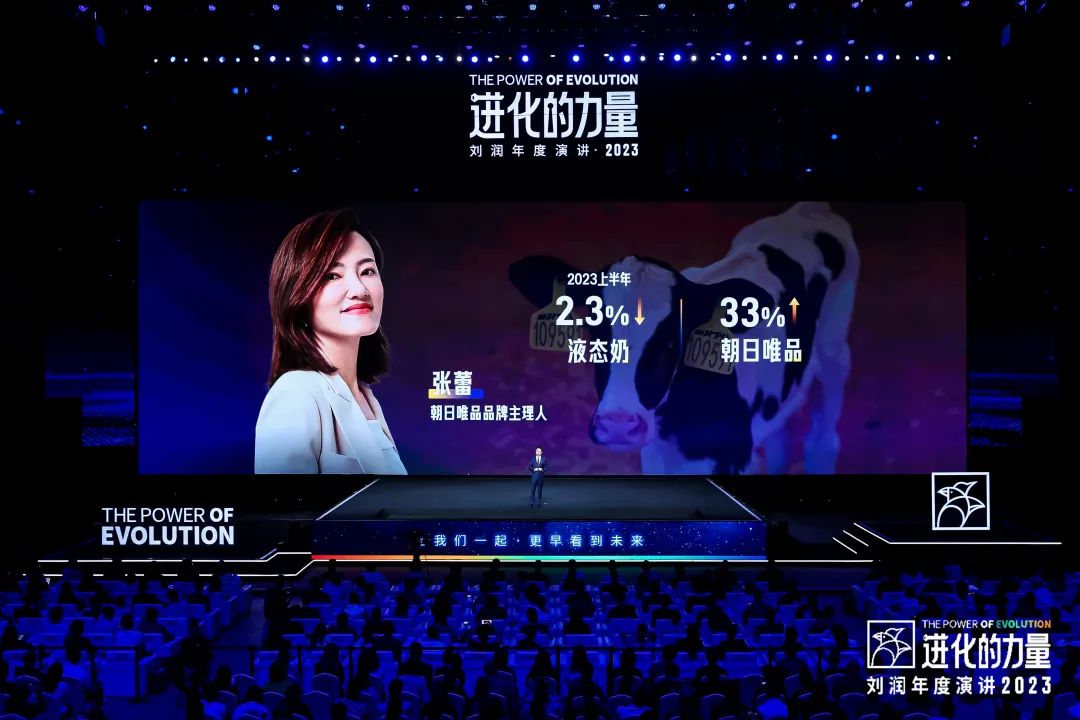 THE POWER OF EVOLUTION
进化的力量
刘润年度演讲·2023
2023上半年
2.3%↓
液态奶
33%↑
朝日唯品
109591
109591
张蕾
朝日唯品品牌主理人
THE POWER OF
EVOLUTION
我们一起·更早看到未来
THE POWER OF EVOLUTION
进化的力量
刘润年度演讲2023